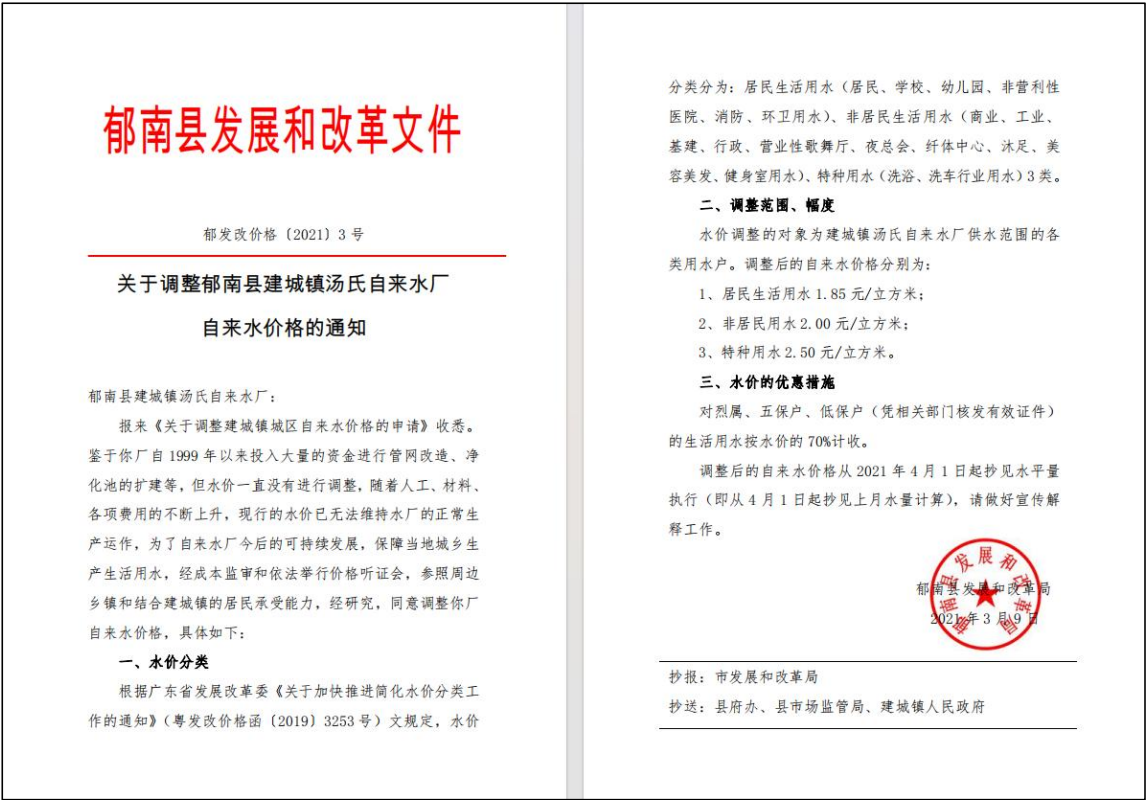 郁南县发展和改革文件
郁发改价格〔2021〕3 号
关于调整郁南县建城镇汤氏自来水厂
自来水价格的通知
郁南县建城镇汤氏自来水厂：
报来《关于调整建城镇城区自来水价格的申请》收悉。
鉴于你厂自 1999 年以来投入大量的资金进行管网改造、净
化池的扩建等，但水价一直没有进行调整，随着人工、材料、
各项费用的不断上升，现行的水价已无法维持水厂的正常生
产运作，为了自来水厂今后的可持续发展，保障当地城乡生
产生活用水，经成本监审和依法举行价格听证会，参照周边
乡镇和结合建城镇的居民承受能力，经研究，同意调整你厂
自来水价格，具体如下：
一、水价分类
根据广东省发展改革委《关于加快推进简化水价分类工
作的通知》（粤发改价格函〔2019〕3253 号）文规定，水价
分类分为：居民生活用水（居民、学校、幼儿园、非营利性
医院、消防、环卫用水）、非居民生活用水（商业、工业、
基建、行政、营业性歌舞厅、夜总会、纤体中心、沐足、美
容美发、健身室用水）、特种用水（洗浴、洗车行业用水）3 类。
二、调整范围、幅度
水价调整的对象为建城镇汤氏自来水厂供水范围的各
类用水户。调整后的自来水价格分别为：
1、居民生活用水 1.85 元/立方米；
2、非居民用水 2.00 元/立方米；
3、特种用水 2.50 元/立方米。
三、水价的优惠措施
对烈属、五保户、低保户（凭相关部门核发有效证件）
的生活用水按水价的 70%计收。
调整后的自来水价格从 2021 年 4 月 1 日起抄见水平量
执行（即从 4 月 1 日起抄见上月水量计算），请做好宣传解
释工作。
郁南县发展和改革局
郁南县发展和改革局
2021 年 3 月 9 日
抄报：市发展和改革局
抄送：县府办、县市场监管局、建城镇人民政府